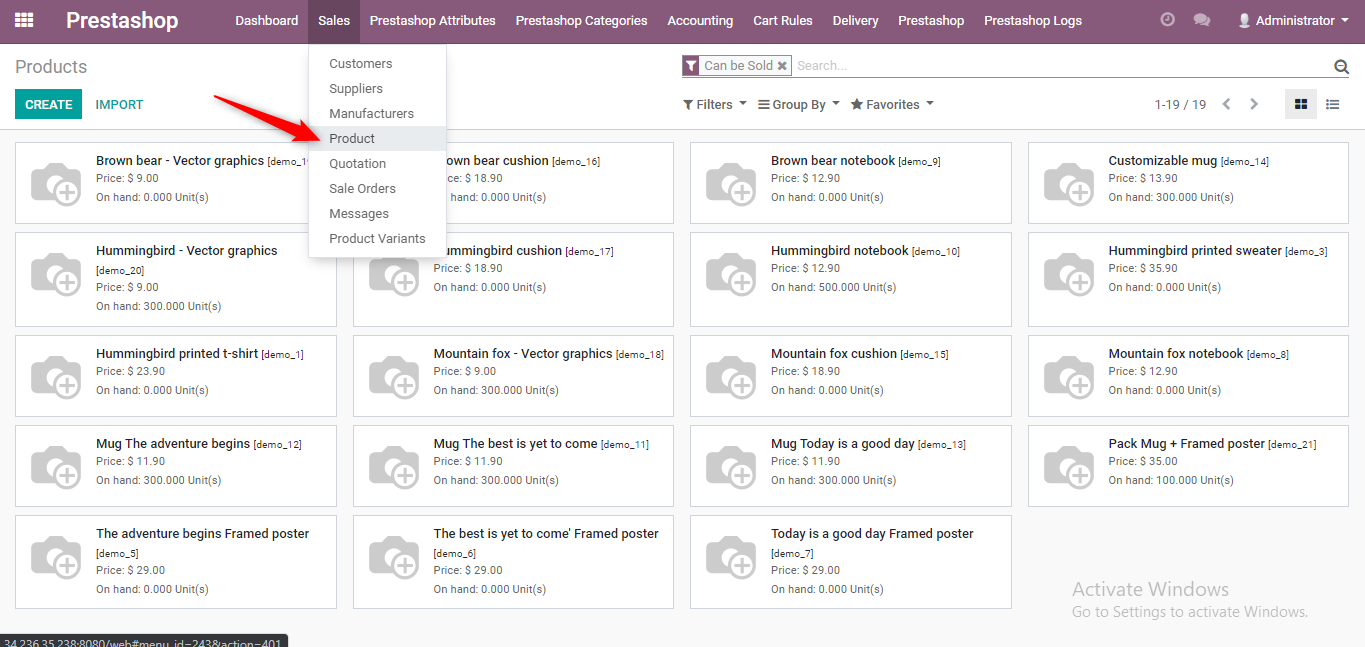 Prestashop Dashboard Sales Prestashop Attributes Prestashop Categories Accounting Cart Rules Delivery Prestashop Prestashop Logs Administrator
Products
Can be Sold Search...
CREATE IMPORT
Filters Group By Favorites 1-19 / 19
Customers
Suppliers
Manufacturers
Product
Quotation
Sale Orders
Messages
Product Variants
Brown bear - Vector graphics
Price: $ 9.00
On hand: 0.000 Unit(s)
bear cushion [demo_16]
$ 18.90
hand: 0.000 Unit(s)
Brown bear notebook [demo_9]
Price: $ 12.90
On hand: 0.000 Unit(s)
Customizable mug [demo_14]
Price: $ 13.90
On hand: 300.000 Unit(s)
Hummingbird - Vector graphics
[demo_20]
Price: $ 9.00
On hand: 300.000 Unit(s)
cushion [demo_17]
Price: $ 18.90
On hand: 0.000 Unit(s)
Hummingbird notebook [demo_10]
Price: $ 12.90
On hand: 500.000 Unit(s)
Hummingbird printed sweater [demo_3]
Price: $ 35.90
On hand: 0.000 Unit(s)
Hummingbird printed t-shirt [demo_1]
Price: $ 23.90
On hand: 0.000 Unit(s)
Mountain fox - Vector graphics [demo_18]
Price: $ 9.00
On hand: 300.000 Unit(s)
Mountain fox cushion [demo_15]
Price: $ 18.90
On hand: 0.000 Unit(s)
Mountain fox notebook [demo_8]
Price: $ 12.90
On hand: 0.000 Unit(s)
Mug The adventure begins [demo_12]
Price: $ 11.90
On hand: 300.000 Unit(s)
Mug The best is yet to come [demo_11]
Price: $ 11.90
On hand: 300.000 Unit(s)
Mug Today is a good day [demo_13]
Price: $ 11.90
On hand: 300.000 Unit(s)
Pack Mug + Framed poster [demo_21]
Price: $ 35.00
On hand: 100.000 Unit(s)
The adventure begins Framed poster
[demo_5]
Price: $ 29.00
On hand: 0.000 Unit(s)
The best is yet to come' Framed poster
[demo_6]
Price: $ 29.00
On hand: 0.000 Unit(s)
Today is a good day Framed poster
[demo_7]
Price: $ 29.00
On hand: 0.000 Unit(s)
Activate Windows
Go to Settings to activate Windows.
34.236.35.238:8080/web#menu_id=243&action=401